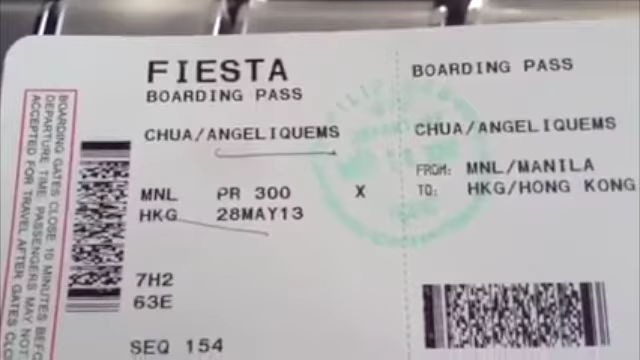 BOARDING GATES CLOSE 10 MINUTES BEFO
DEPARTURE TIME PASSENGERS MAY NOT
ACCEPTED FOR TRAVEL AFTER GATES CLO
FIESTA
BOARDING PASS
CHUA/ANGELIQUEMS
MNL PR 300 X
HKG 28MAY13
7H2
63E
SEQ 154
BOARDING PASS
CHUA/ANGELIQUEMS
FROM: MNL/MANILA
TO: HKG/HONG KONG